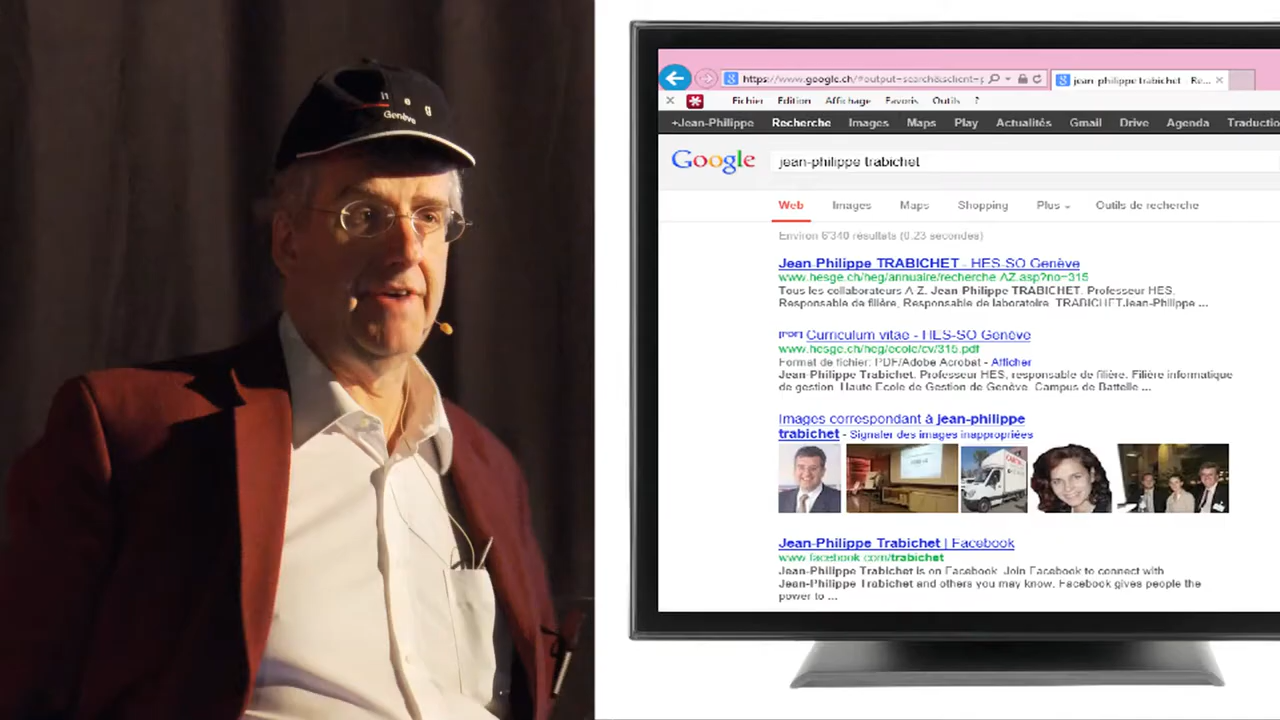 h e g
Genève
https://www.google.ch/#output=search&sclient=p
jean-philippe trabichet - Re...
Fichier Edition Affichage Favoris Outils ?
+Jean-Philippe Recherche Images Maps Play Actualités Gmail Drive Agenda Traductio
Google
jean-philippe trabichet
Web Images Maps Shopping Plus Outils de recherche
Environ 6'340 résultats (0.23 secondes)
Jean-Philippe TRABICHET - HES-SO Genève
www.hesge.ch/heg/annuaire/recherche_AZ.asp?no=315
Tous les collaborateurs A-Z. Jean-Philippe TRABICHET. Professeur HES.
Responsable de filière, Responsable de laboratoire. TRABICHETJean-Philippe ...
[PDF] Curriculum vitae - HES-SO Genève
www.hesge.ch/heg/ecole/cv/315.pdf
Format de fichier: PDF/Adobe Acrobat - Afficher
Jean-Philippe Trabichet. Professeur HES, responsable de filière. Filière informatique
de gestion. Haute Ecole de Gestion de Genève. Campus de Battelle ...
Images correspondant à jean-philippe
trabichet - Signaler des images inappropriées
Jean-Philippe Trabichet | Facebook
www.facebook.com/trabichet
Jean-Philippe Trabichet is on Facebook. Join Facebook to connect with
Jean-Philippe Trabichet and others you may know. Facebook gives people the
power to ...